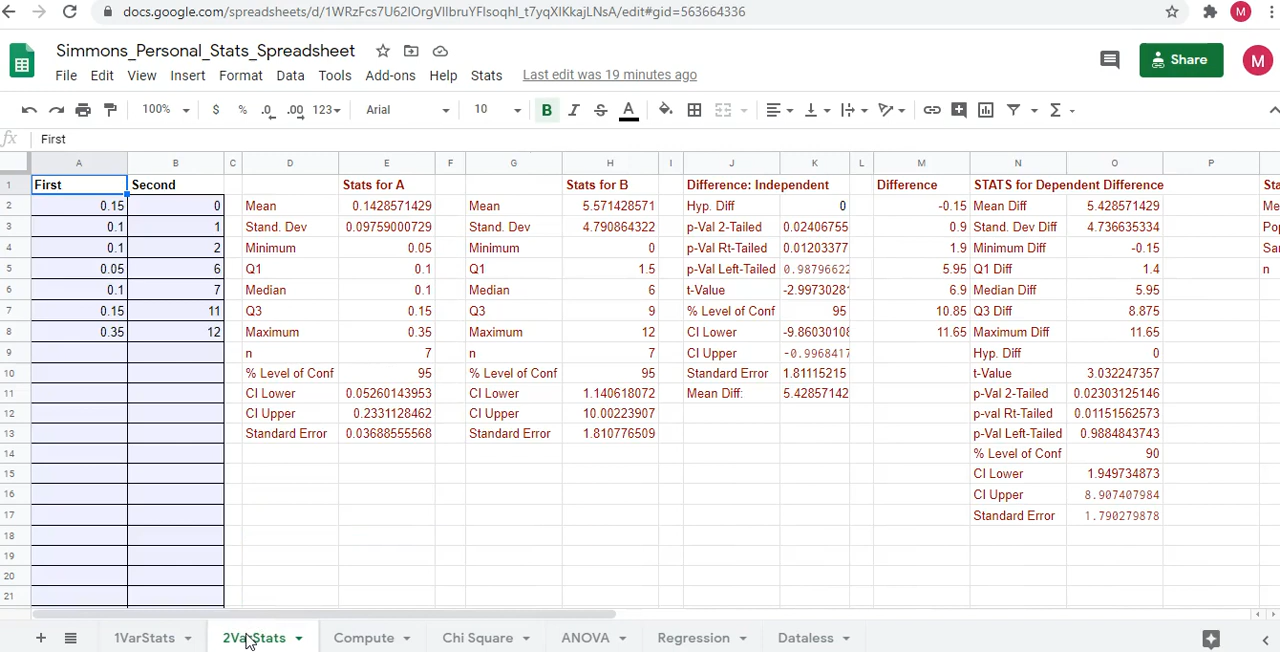 docs.google.com/spreadsheets/d/1WRzFcs7U62IOrgVIIbruYFIsoqhI_t7yqXIKkajLNsA/edit#gid=563664336 M
Simmons_Personal_Stats_Spreadsheet
File Edit View Insert Format Data Tools Add-ons Help Stats Last edit was 19 minutes ago Share M
100% $ % .0 .00 123 Arial 10 B I S A Σ
fx First
A B C D E F G H I J K L M N O P
1 First Second Stats for A Stats for B Difference: Independent Difference STATS for Dependent Difference Sta
2 0.15 0 Mean 0.1428571429 Mean 5.571428571 Hyp. Diff 0 -0.15 Mean Diff 5.428571429 Me
3 0.1 1 Stand. Dev 0.09759000729 Stand. Dev 4.790864322 p-Val 2-Tailed 0.02406755 0.9 Stand. Dev Diff 4.736635334 Pop
4 0.1 2 Minimum 0.05 Minimum 0 p-Val Rt-Tailed 0.01203377 1.9 Minimum Diff -0.15 Sar
5 0.05 6 Q1 0.1 Q1 1.5 p-Val Left-Tailed 0.98796622 5.95 Q1 Diff 1.4 n
6 0.1 7 Median 0.1 Median 6 t-Value -2.9973028 6.9 Median Diff 5.95
7 0.15 11 Q3 0.15 Q3 9 % Level of Conf 95 10.85 Q3 Diff 8.875
8 0.35 12 Maximum 0.35 Maximum 12 CI Lower -9.8603010 11.65 Maximum Diff 11.65
9 n 7 n 7 CI Upper -0.9968417 Hyp. Diff 0
10 % Level of Conf 95 % Level of Conf 95 Standard Error 1.81115215 t-Value 3.032247357
11 CI Lower 0.05260143953 CI Lower 1.140618072 Mean Diff: 5.42857142 p-Val 2-Tailed 0.02303125146
12 CI Upper 0.2331128462 CI Upper 10.00223907 p-val Rt-Tailed 0.01151562573
13 Standard Error 0.03688555568 Standard Error 1.810776509 p-Val Left-Tailed 0.9884843743
14 % Level of Conf 90
15 CI Lower 1.949734873
16 CI Upper 8.907407984
17 Standard Error 1.790279878
18
19
20
21
1VarStats 2VarStats Compute Chi Square ANOVA Regression Dataless